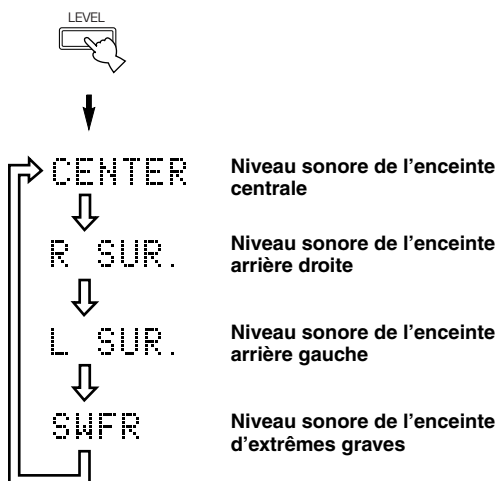 LEVEL
CENTER
Niveau sonore de l'enceinte
centrale
R SUR.
Niveau sonore de l'enceinte
arrière droite
L SUR.
Niveau sonore de l'enceinte
arrière gauche
SWFR
Niveau sonore de l'enceinte
d'extrêmes graves